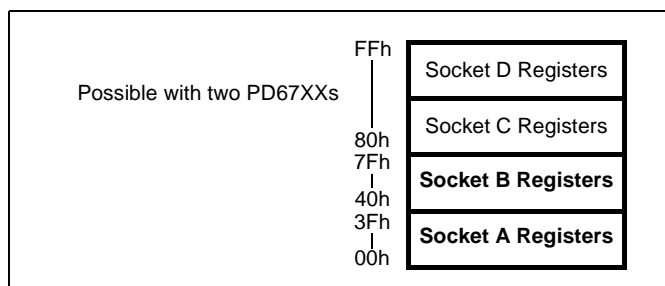 FFh
Socket D Registers
Possible with two PD67XXs
Socket C Registers
80h
7Fh
Socket B Registers
40h
3Fh
Socket A Registers
00h